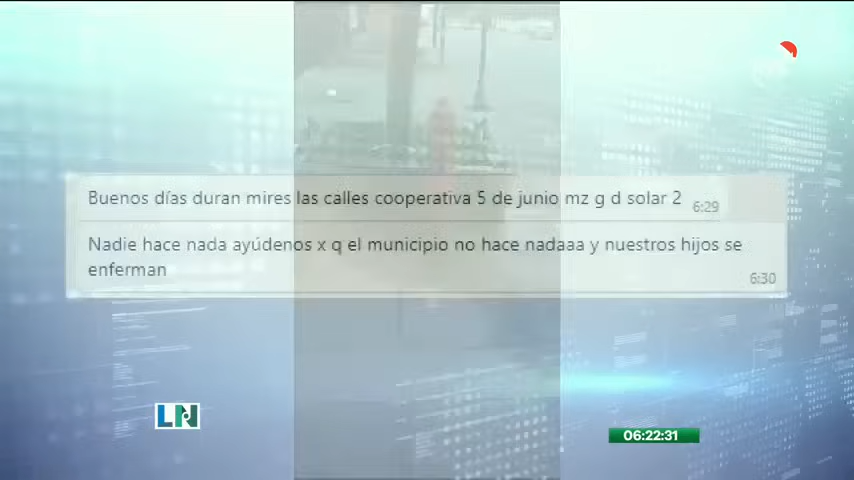 Buenos días duran mires las calles cooperativa 5 de junio mz g d solar 2 6:29
Nadie hace nada ayúdenos x q el municipio no hace nadaaa y nuestros hijos se
enferman
6:30
LN
06:22:31